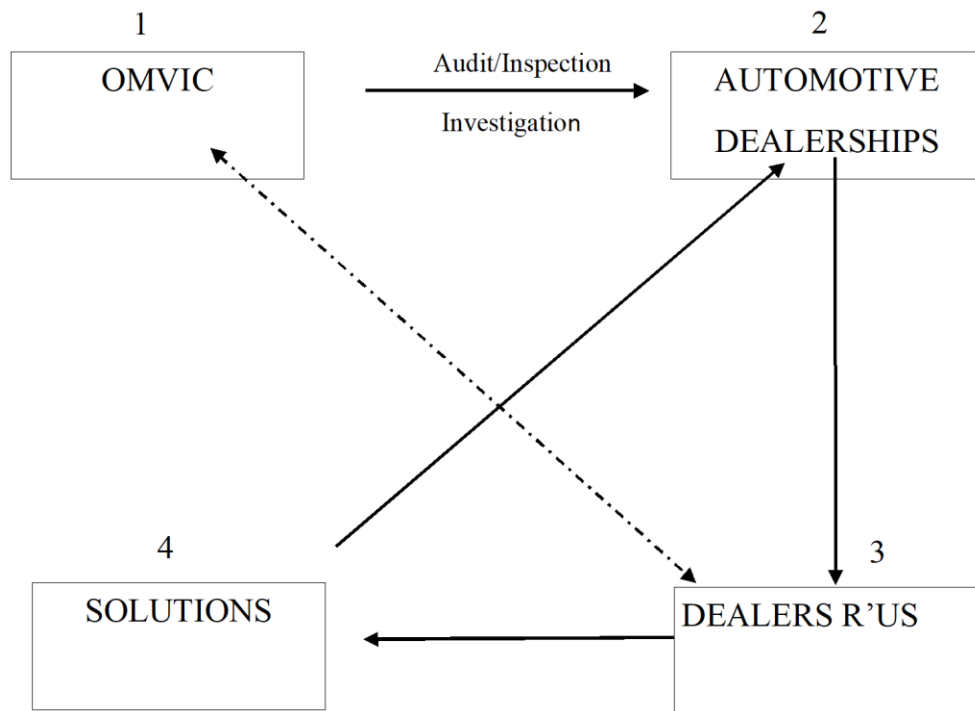 1
2
OMVIC
Audit/Inspection
Investigation
AUTOMOTIVE
DEALERSHIPS
4
3
SOLUTIONS
DEALERS R’US